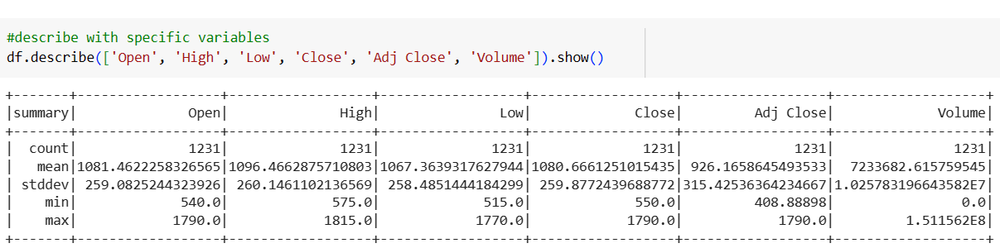 #describe with specific variables
df.describe(['Open', 'High', 'Low', 'Close', 'Adj Close', 'Volume']).show()
+-------+------------------+------------------+------------------+------------------+------------------+------------------+
|summary|              Open|              High|               Low|             Close|         Adj Close|            Volume|
+-------+------------------+------------------+------------------+------------------+------------------+------------------+
|  count|              1231|              1231|              1231|              1231|              1231|              1231|
|   mean|1081.4622258326565|1096.4662875710803|1067.3639317627944|1080.6661251015435| 926.1658645493533| 7233682.615759545|
| stddev| 259.0825244323926| 260.1461102136569| 258.4851444184299| 259.8772439688772|315.42536364234667|1.025783196643582E7|
|    min|             540.0|             575.0|             515.0|             550.0|         408.88898|               0.0|
|    max|            1790.0|            1815.0|            1770.0|            1790.0|            1790.0|        1.511562E8|
+-------+------------------+------------------+------------------+------------------+------------------+------------------+